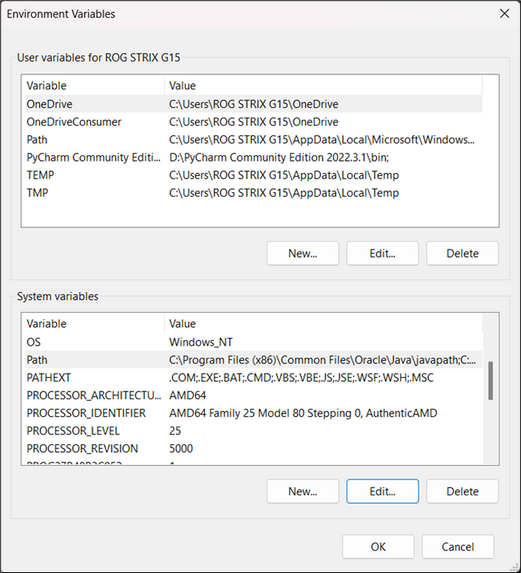 Environment Variables
User variables for ROG STRIX G15
Variable Value
OneDrive C:\Users\ROG STRIX G15\OneDrive
OneDriveConsumer C:\Users\ROG STRIX G15\OneDrive
Path C:\Users\ROG STRIX G15\AppData\Local\Microsoft\Windows...
PyCharm Community Editi... D:\PyCharm Community Edition 2022.3.1\bin;
TEMP C:\Users\ROG STRIX G15\AppData\Local\Temp
TMP C:\Users\ROG STRIX G15\AppData\Local\Temp
New... Edit... Delete
System variables
Variable Value
OS Windows_NT
Path C:\Program Files (x86)\Common Files\Oracle\Java\javapath;C:...
PATHEXT .COM;.EXE;.BAT;.CMD;.VBS;.VBE;.JS;.JSE;.WSF;.WSH;.MSC
PROCESSOR_ARCHITECTU... AMD64
PROCESSOR_IDENTIFIER AMD64 Family 25 Model 80 Stepping 0, AuthenticAMD
PROCESSOR_LEVEL 25
PROCESSOR_REVISION 5000
New... Edit... Delete
OK Cancel